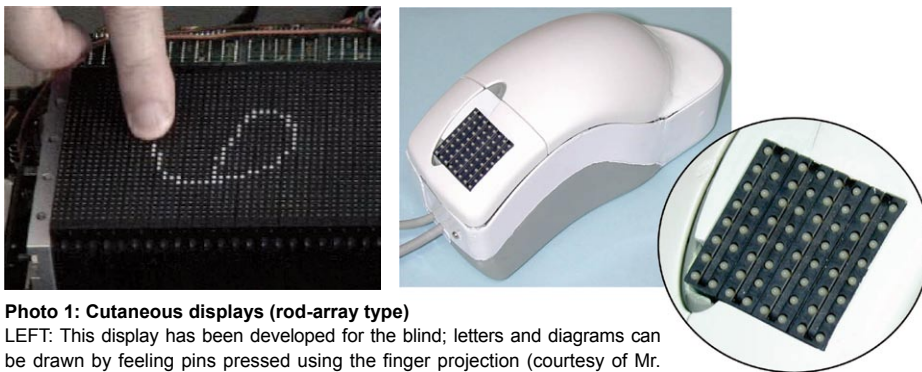 Photo 1: Cutaneous displays (rod-array type)
LEFT: This display has been developed for the blind; letters and diagrams can
be drawn by feeling pins pressed using the finger projection (courtesy of Mr.